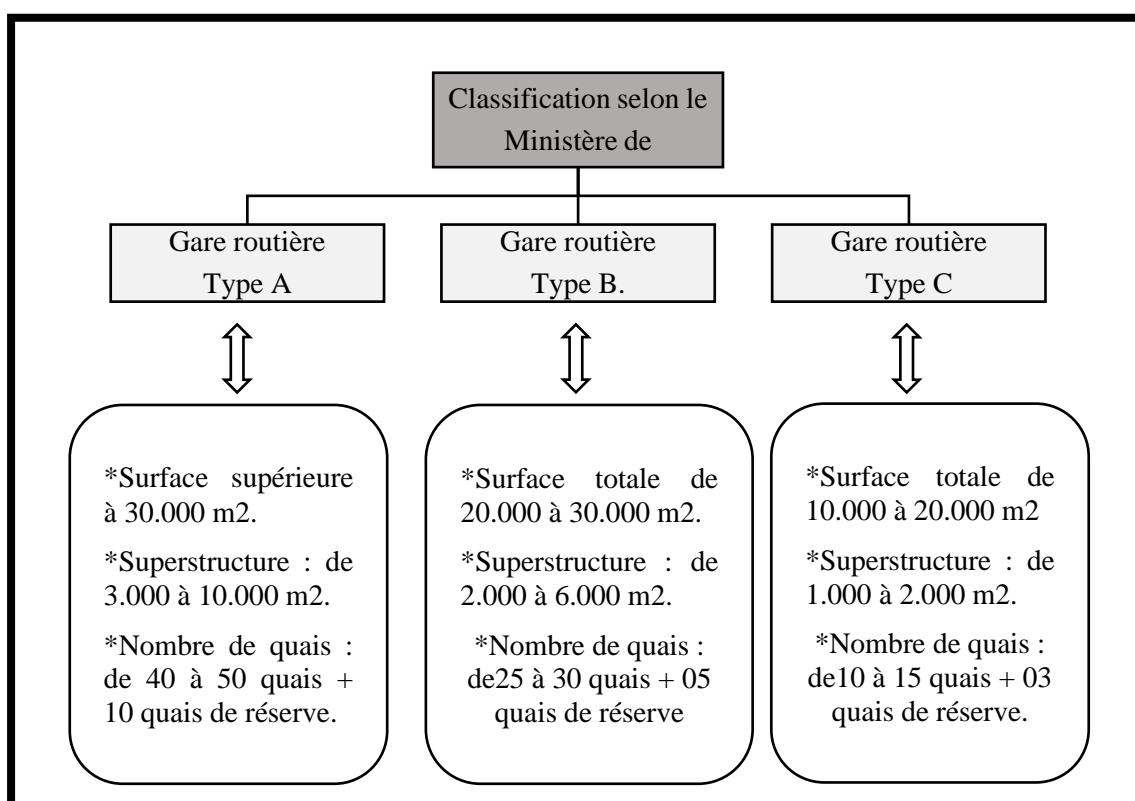 Classification selon le
Ministère de
Gare routière
Type A
Gare routière
Type B.
Gare routière
Type C
*Surface supérieure
à 30.000 m2.
*Superstructure : de
3.000 à 10.000 m2.
*Nombre de quais :
de 40 à 50 quais +
10 quais de réserve.
*Surface totale de
20.000 à 30.000 m2.
*Superstructure : de
2.000 à 6.000 m2.
*Nombre de quais :
de25 à 30 quais + 05
quais de réserve
*Surface totale de
10.000 à 20.000 m2
*Superstructure : de
1.000 à 2.000 m2.
*Nombre de quais :
de10 à 15 quais + 03
quais de réserve.